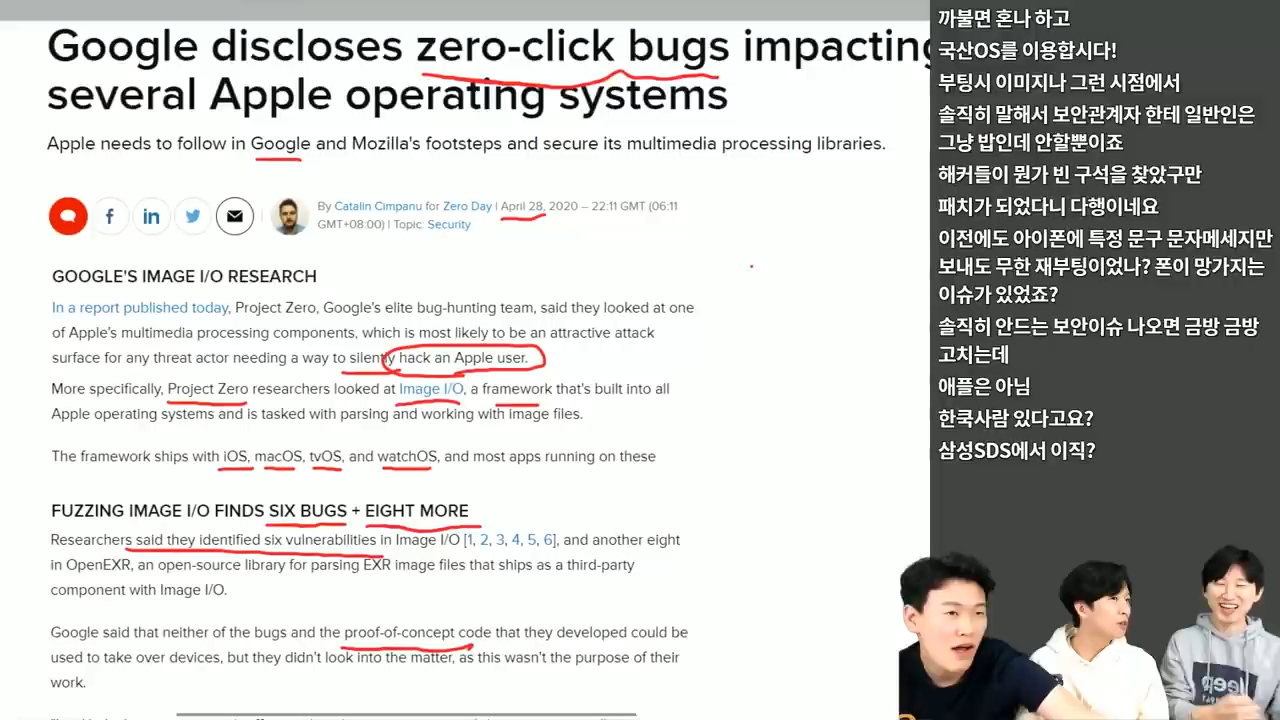 Google discloses zero-click bugs impacting
several Apple operating systems
Apple needs to follow in Google and Mozilla's footsteps and secure its multimedia processing libraries.
By Catalin Cimpanu for Zero Day | April 28, 2020 – 22:11 GMT (06:11
GMT+08:00) | Topic: Security
GOOGLE'S IMAGE I/O RESEARCH
In a report published today, Project Zero, Google's elite bug-hunting team, said they looked at one
of Apple's multimedia processing components, which is most likely to be an attractive attack
surface for any threat actor needing a way to silently hack an Apple user.
More specifically, Project Zero researchers looked at Image I/O, a framework that's built into all
Apple operating systems and is tasked with parsing and working with image files.
The framework ships with iOS, macOS, tvOS, and watchOS, and most apps running on these
FUZZING IMAGE I/O FINDS SIX BUGS + EIGHT MORE
Researchers said they identified six vulnerabilities in Image I/O [1, 2, 3, 4, 5, 6], and another eight
in OpenEXR, an open-source library for parsing EXR image files that ships as a third-party
component with Image I/O.
Google said that neither of the bugs and the proof-of-concept code that they developed could be
used to take over devices, but they didn't look into the matter, as this wasn't the purpose of their
work.
까불면 혼나 하고
국산OS를 이용합시다!
부팅시 이미지나 그런 시점에서
솔직히 말해서 보안관계자 한테 일반인은
그냥 밥인데 안할뿐이죠
해커들이 뭔가 빈 구석을 찾았구만
패치가 되었다니 다행이네요
이전에도 아이폰에 특정 문구 문자메세지만
보내도 무한 재부팅이었나? 폰이 망가지는
이슈가 있었죠?
솔직히 안드는 보안이슈 나오면 금방 금방
고치는데
애플은 아님
한쿡사람 있다고요?
삼성SDS에서 이직?